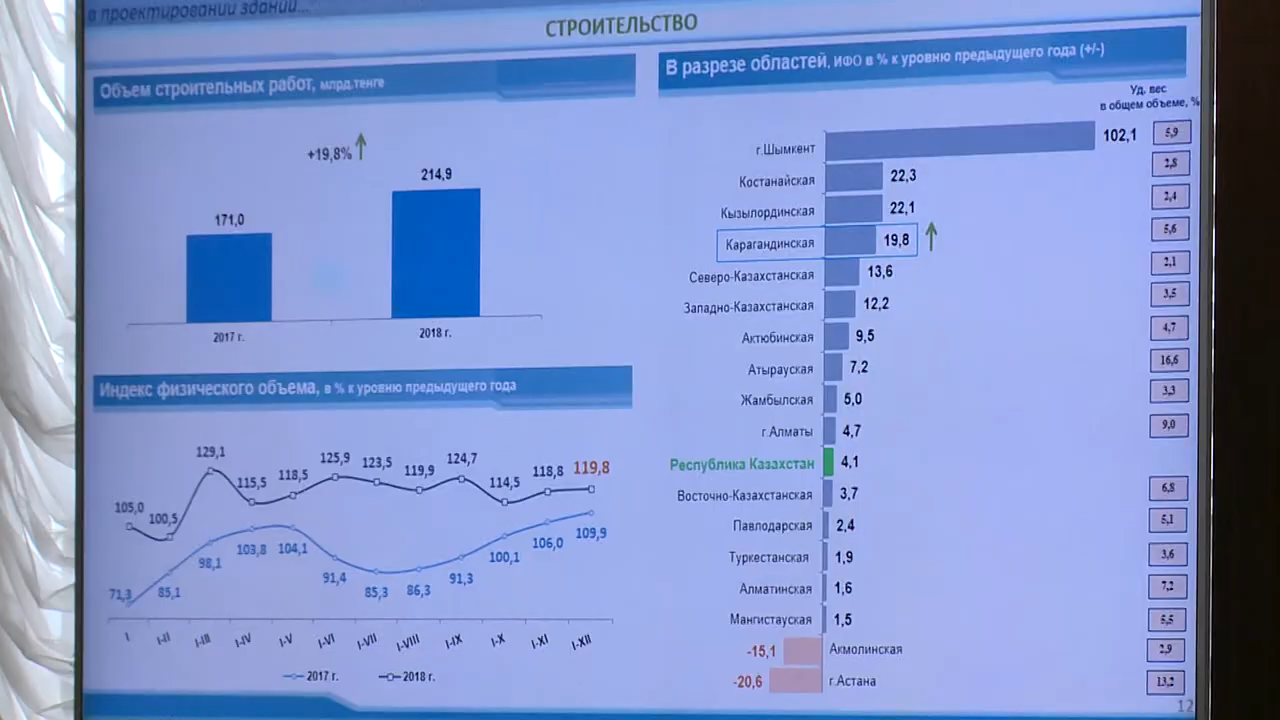 в проектировании зданий...
СТРОИТЕЛЬСТВО
Объем строительных работ, млрд.тенге
+19,8%
171,0
214,9
2017 г.
2018 г.
Индекс физического объема, в % к уровню предыдущего года
129,1
125,9
123,5
124,7
119,9
118,8
119,8
115,5
118,5
114,5
105,0
100,5
71,3
85,1
98,1
103,8
104,1
91,4
85,3
86,3
91,3
100,1
106,0
109,9
I
I-II
I-III
I-IV
I-V
I-VI
I-VII
I-VIII
I-IX
I-X
I-XI
I-XII
2017 г.
2018 г.
В разрезе областей, ИФО в % к уровню предыдущего года (+/-)
Уд. вес
в общем объеме, %
г.Шымкент 102,1 5,9
Костанайская 22,3 2,8
Кызылординская 22,1 2,4
Карагандинская 19,8 5,6
Северо-Казахстанская 13,6 2,1
Западно-Казахстанская 12,2 3,5
Актюбинская 9,5 4,7
Атырауская 7,2 16,6
Жамбылская 5,0 3,3
г.Алматы 4,7 9,0
Республика Казахстан 4,1
Восточно-Казахстанская 3,7 6,8
Павлодарская 2,4 5,1
Туркестанская 1,9 3,6
Алматинская 1,6 7,2
Мангистауская 1,5 5,5
-15,1 Акмолинская 2,9
-20,6 г.Астана 13,2
12